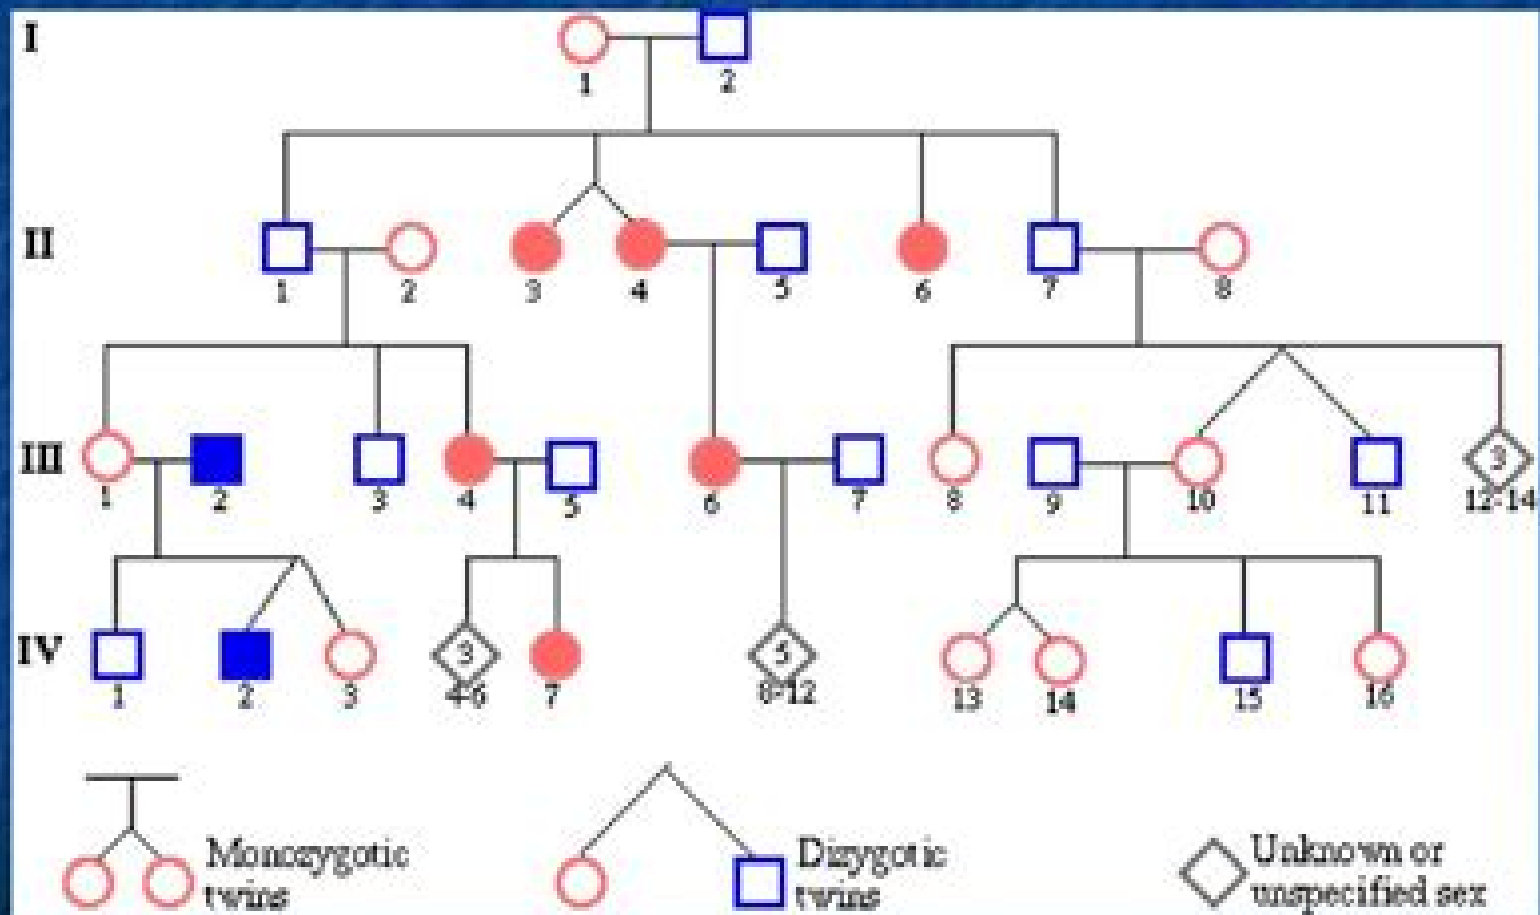 I
1 2
II
1 2 3 4 5 6 7 8
III
1 2 3 4 5 6 7 8 9 10 11 3
12-14
IV
3 5
1 2 3 4-6 7 8-12 13 14 15 16
Monozygotic
twins
Dizygotic
twins
Unknown or
unspecified sex